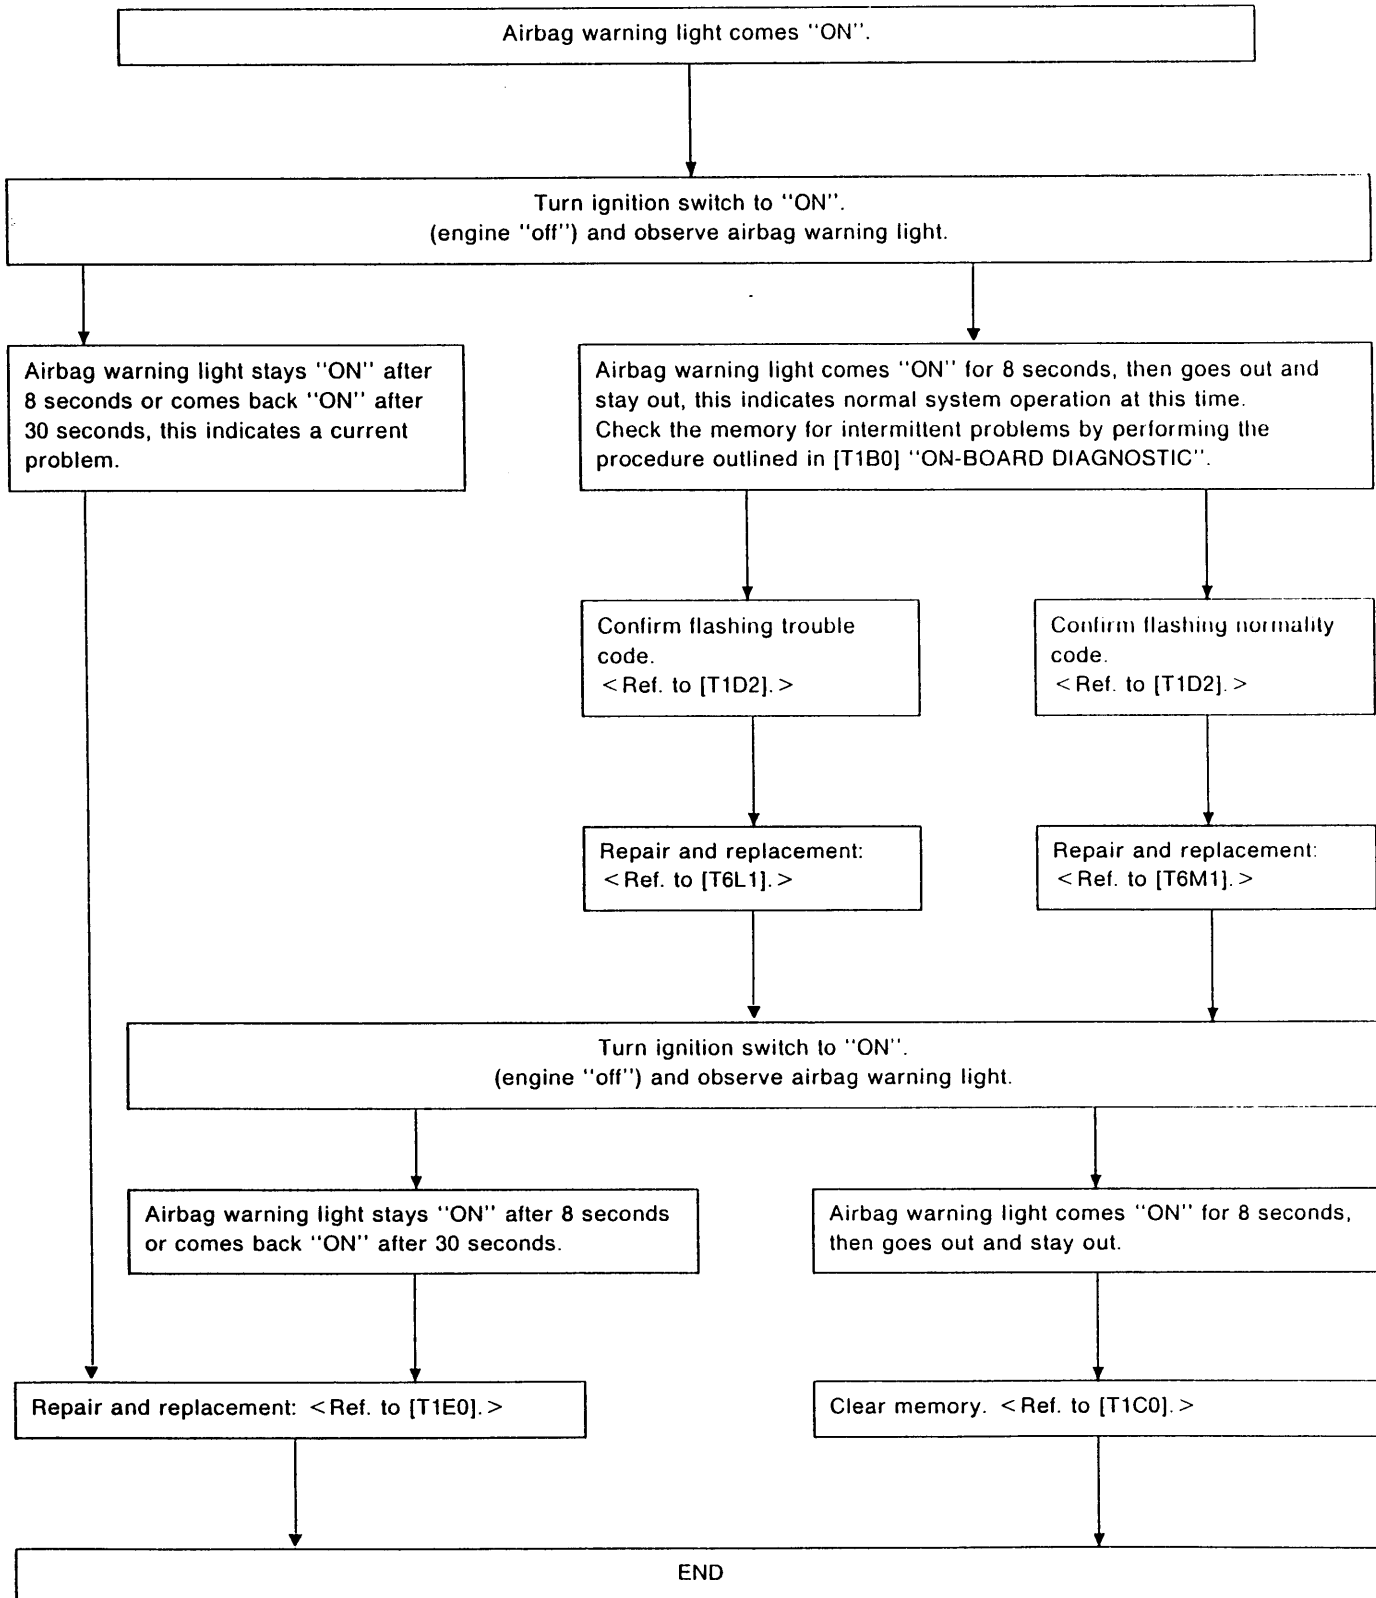 Airbag warning light comes "ON".
Turn ignition switch to "ON".
(engine "off") and observe airbag warning light.
Airbag warning light stays "ON" after
8 seconds or comes back "ON" after
30 seconds, this indicates a current
problem.
Airbag warning light comes "ON" for 8 seconds, then goes out and
stay out, this indicates normal system operation at this time.
Check the memory for intermittent problems by performing the
procedure outlined in [T1B0] "ON-BOARD DIAGNOSTIC".
Confirm flashing trouble
code.
<Ref. to [T1D2].>
Confirm flashing normality
code.
<Ref. to [T1D2].>
Repair and replacement:
<Ref. to [T6L1].>
Repair and replacement:
<Ref. to [T6M1].>
Turn ignition switch to "ON".
(engine "off") and observe airbag warning light.
Airbag warning light stays "ON" after 8 seconds
or comes back "ON" after 30 seconds.
Airbag warning light comes "ON" for 8 seconds,
then goes out and stay out.
Repair and replacement: <Ref. to [T1E0].>
Clear memory. <Ref. to [T1C0].>
END